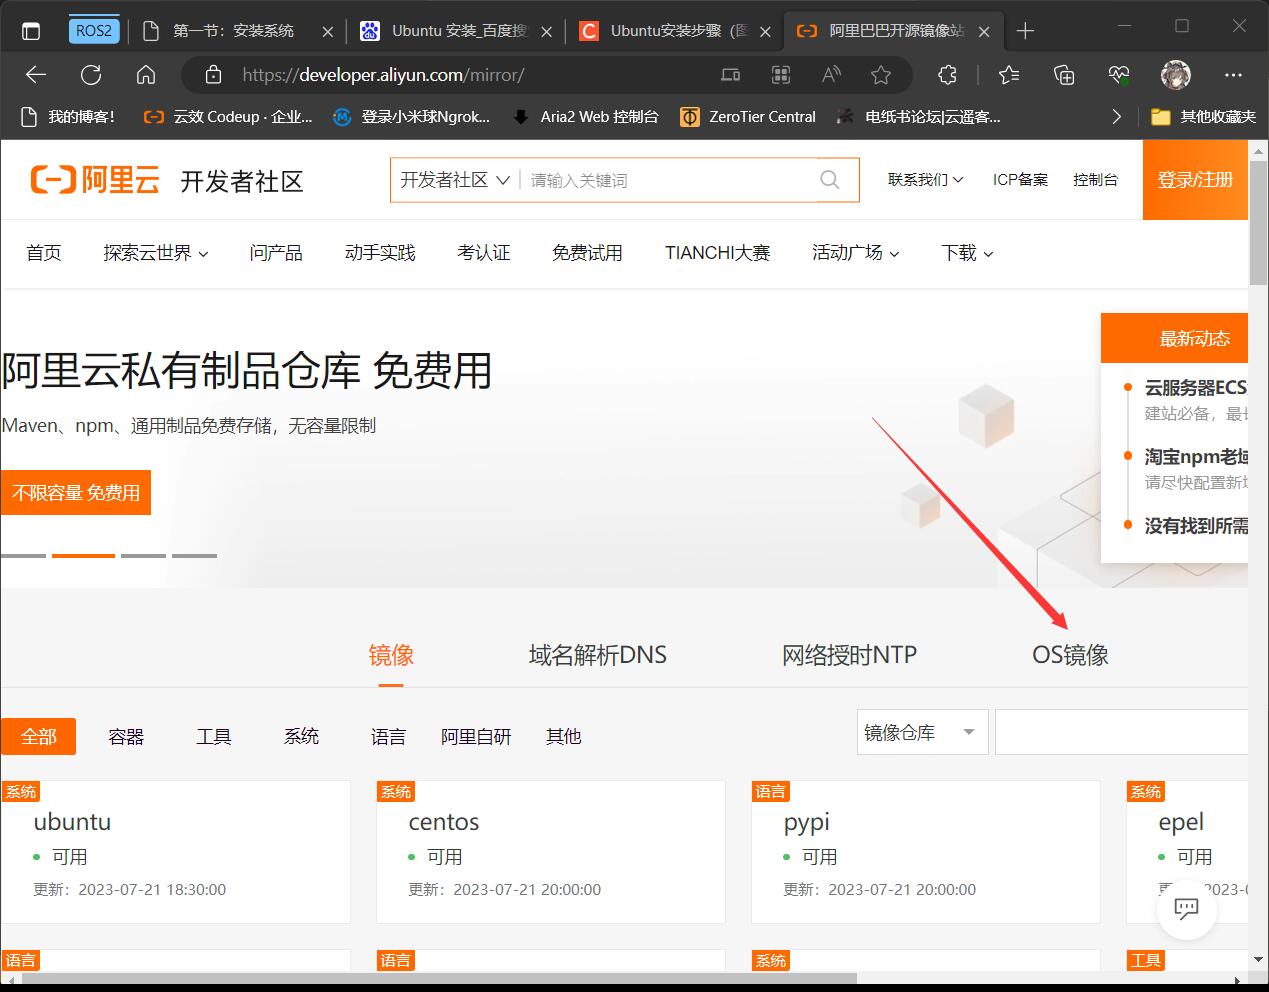 ROS2
第一节：安装系统
Ubuntu 安装_百度搜
Ubuntu安装步骤（图
阿里巴巴开源镜像站
https://developer.aliyun.com/mirror/
我的博客!
云效 Codeup · 企业...
登录小米球Ngrok...
Aria2 Web 控制台
ZeroTier Central
电纸书论坛|云遥客...
其他收藏夹
阿里云 开发者社区
开发者社区
请输入关键词
联系我们
ICP备案
控制台
登录/注册
首页
探索云世界
问产品
动手实践
考认证
免费试用
TIANCHI大赛
活动广场
下载
阿里云私有制品仓库 免费用
Maven、npm、通用制品免费存储，无容量限制
不限容量 免费用
最新动态
云服务器ECS
建站必备，最
淘宝npm老域
请尽快配置新域
没有找到所需
镜像
域名解析DNS
网络授时NTP
OS镜像
全部
容器
工具
系统
语言
阿里自研
其他
镜像仓库
系统
ubuntu
可用
更新：2023-07-21 18:30:00
系统
centos
可用
更新：2023-07-21 20:00:00
语言
pypi
可用
更新：2023-07-21 20:00:00
系统
epel
可用
2023-0
语言
语言
系统
工具